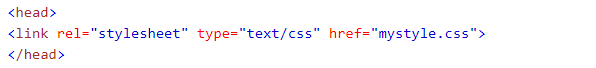 <head>
<link rel="stylesheet" type="text/css" href="mystyle.css">
</head>